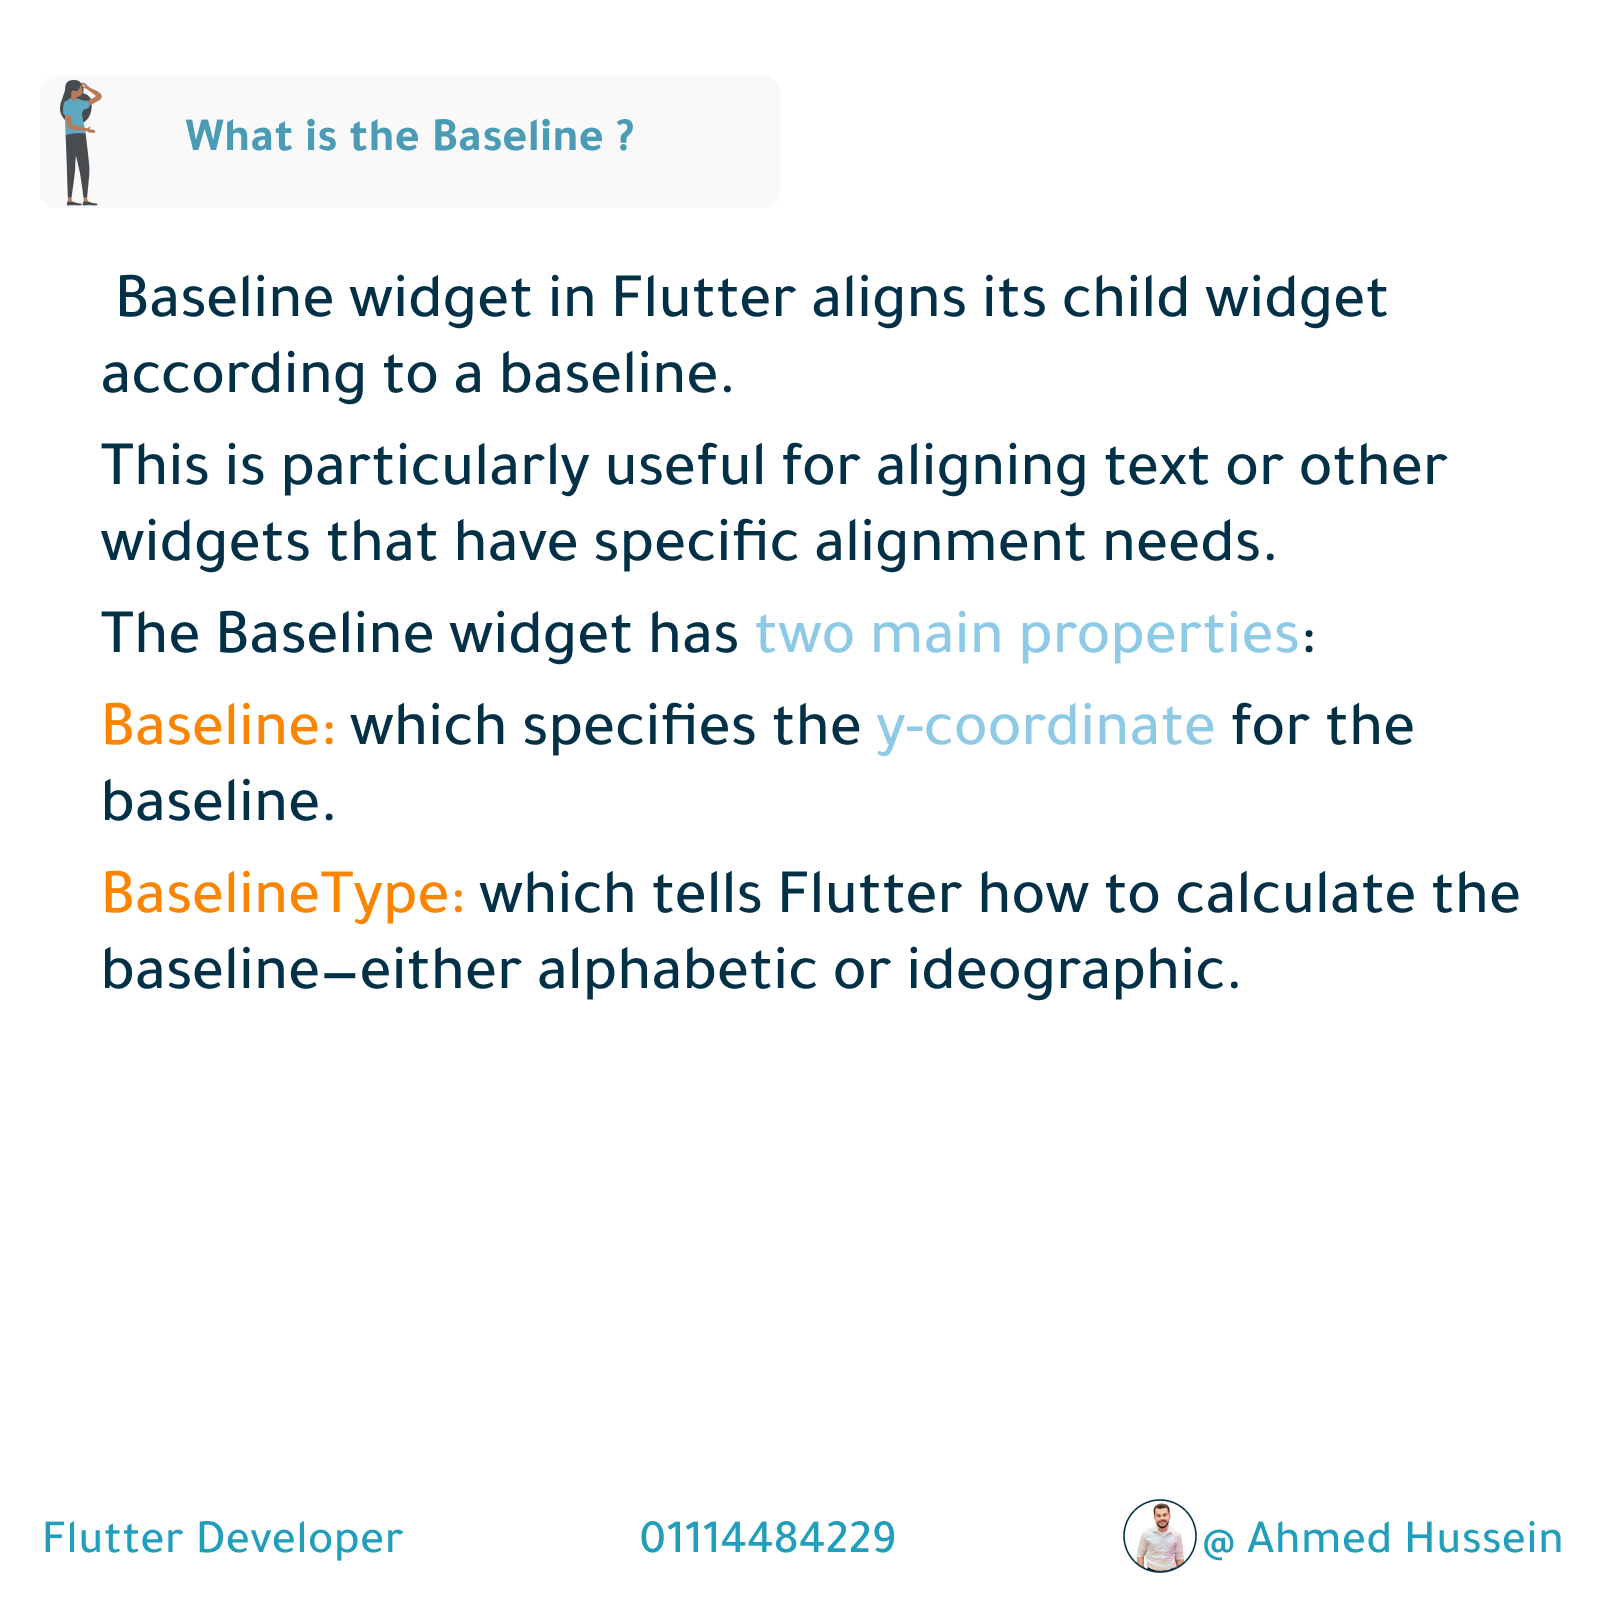 What is the Baseline ?
Baseline widget in Flutter aligns its child widget
according to a baseline.
This is particularly useful for aligning text or other
widgets that have specific alignment needs.
The Baseline widget has two main properties:
Baseline: which specifies the y-coordinate for the
baseline.
BaselineType: which tells Flutter how to calculate the
baseline—either alphabetic or ideographic.
Flutter Developer
01114484229
@ Ahmed Hussein